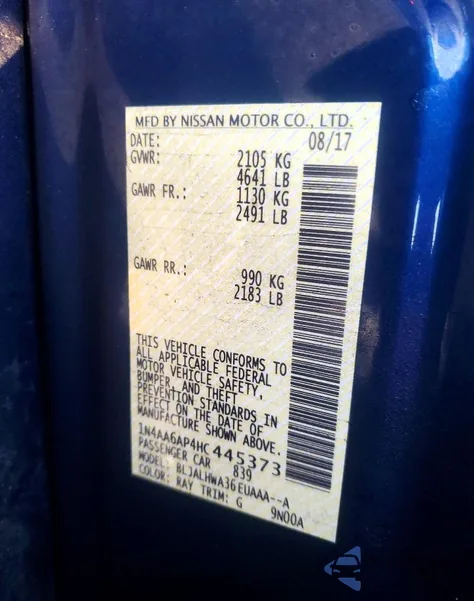 MFD BY NISSAN MOTOR CO., LTD.
DATE: 08/17
GVWR: 2105 KG
4641 LB
GAWR FR.: 1130 KG
2491 LB
GAWR RR.: 990 KG
2183 LB
THIS VEHICLE CONFORMS TO
ALL APPLICABLE FEDERAL
MOTOR VEHICLE SAFETY,
BUMPER, AND THEFT
PREVENTION STANDARDS IN
EFFECT ON THE DATE OF
MANUFACTURE SHOWN ABOVE.
1N4AA6AP4HC445373
PASSENGER CAR 839
MODEL: BLJALHWA36EUAAA--A
COLOR: RAY TRIM: G 9N00A